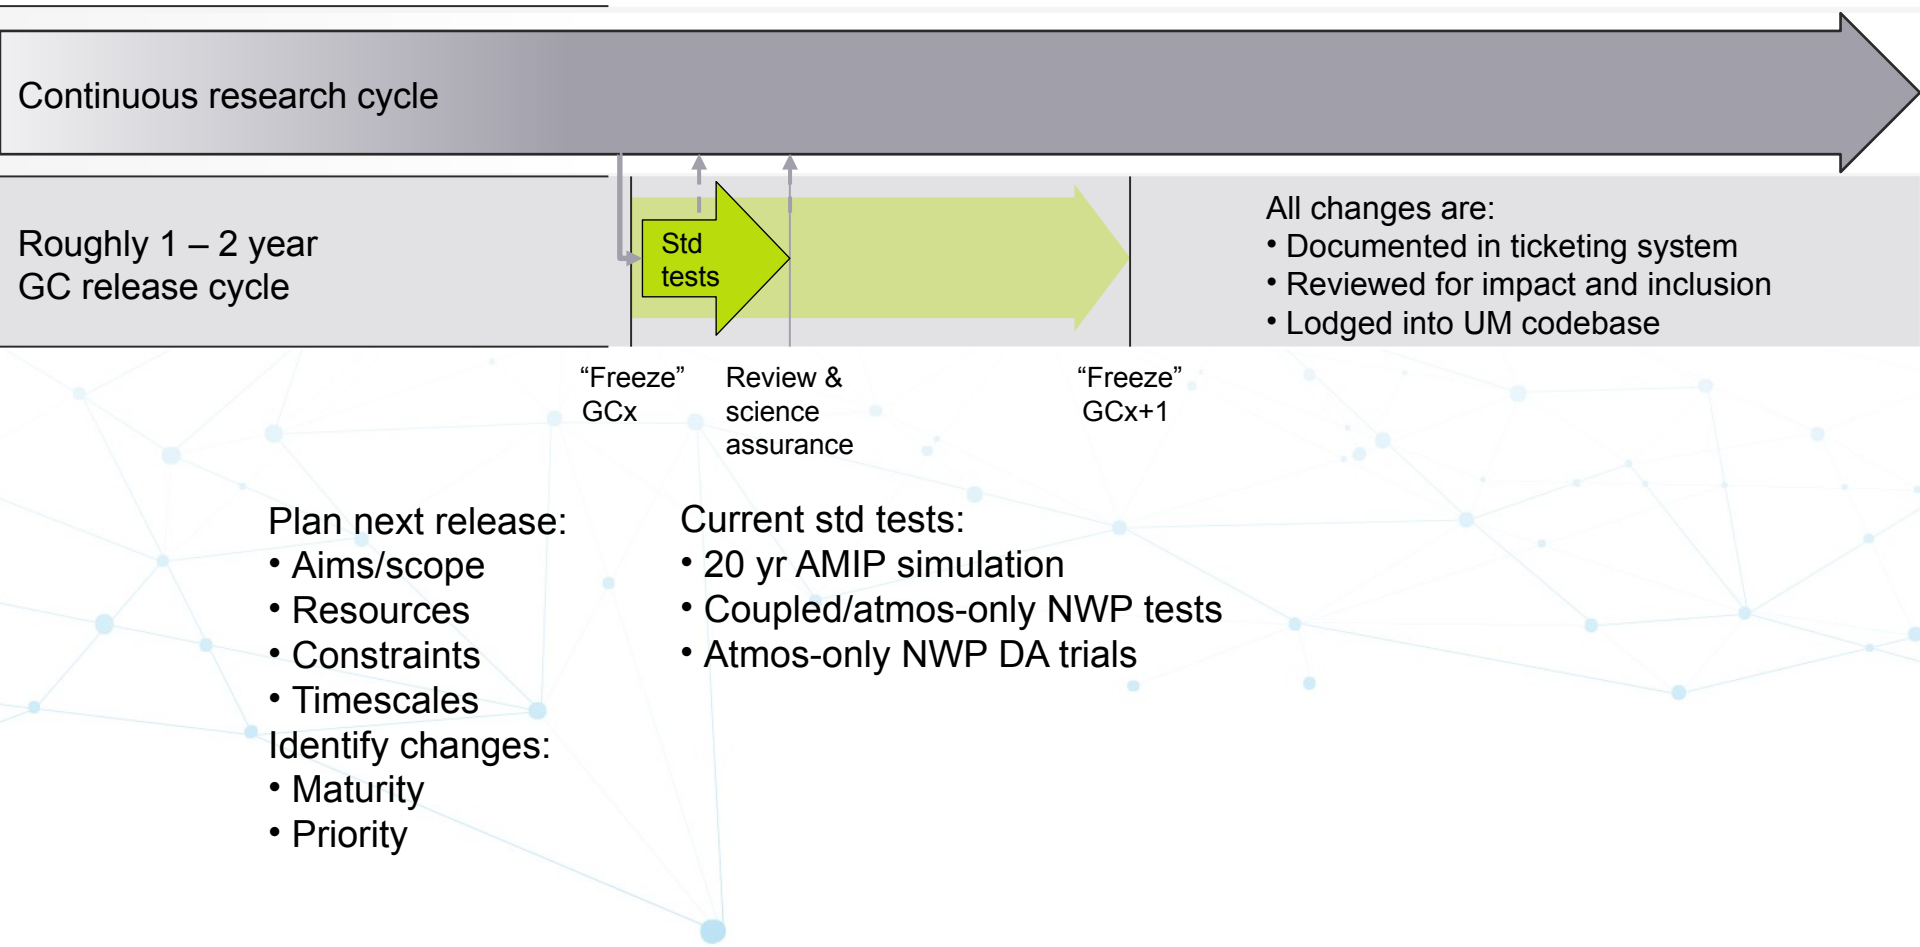 Continuous research cycle
Roughly 1 – 2 year
GC release cycle
Std
tests
All changes are:
• Documented in ticketing system
• Reviewed for impact and inclusion
• Lodged into UM codebase
“Freeze”
GCx
Review &
science
assurance
“Freeze”
GCx+1
Plan next release:
• Aims/scope
• Resources
• Constraints
• Timescales
Identify changes:
• Maturity
• Priority
Current std tests:
• 20 yr AMIP simulation
• Coupled/atmos-only NWP tests
• Atmos-only NWP DA trials